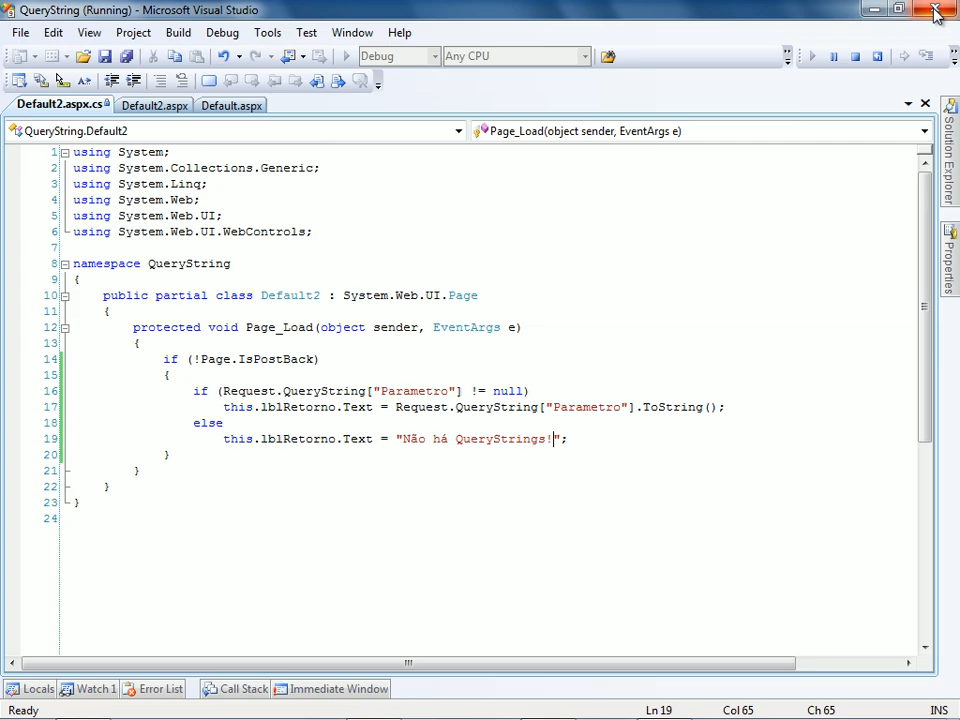 QueryString (Running) - Microsoft Visual Studio
File Edit View Project Build Debug Tools Test Window Help
Debug Any CPU
Default2.aspx.cs Default2.aspx Default.aspx
QueryString.Default2 Page_Load(object sender, EventArgs e)
1 using System;
2 using System.Collections.Generic;
3 using System.Linq;
4 using System.Web;
5 using System.Web.UI;
6 using System.Web.UI.WebControls;
7
8 namespace QueryString
9 {
10 public partial class Default2 : System.Web.UI.Page
11 {
12 protected void Page_Load(object sender, EventArgs e)
13 {
14 if (!Page.IsPostBack)
15 {
16 if (Request.QueryString["Parametro"] != null)
17 this.lblRetorno.Text = Request.QueryString["Parametro"].ToString();
18 else
19 this.lblRetorno.Text = "Não há QueryStrings!";
20 }
21 }
22 }
23 }
24
Solution Explorer
Properties
Locals Watch 1 Error List Call Stack Immediate Window
Ready Ln 19 Col 65 Ch 65 INS